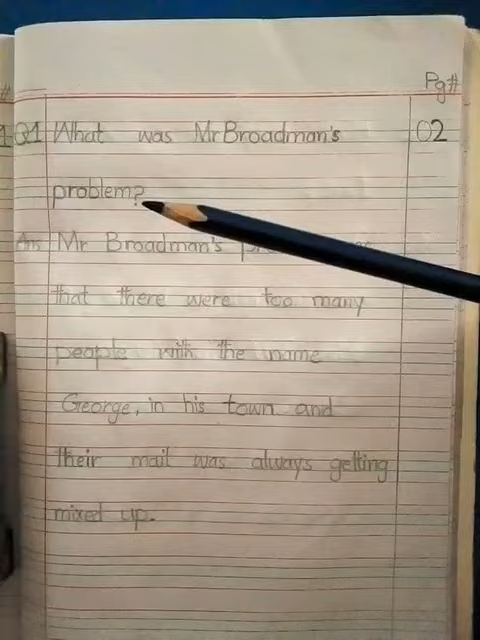 Pg#
Q1 What was Mr Broadman's 02
problem?
Ans Mr Broadman's
that there were too many
people with the name
George, in his town and
their mail was always getting
mixed up.